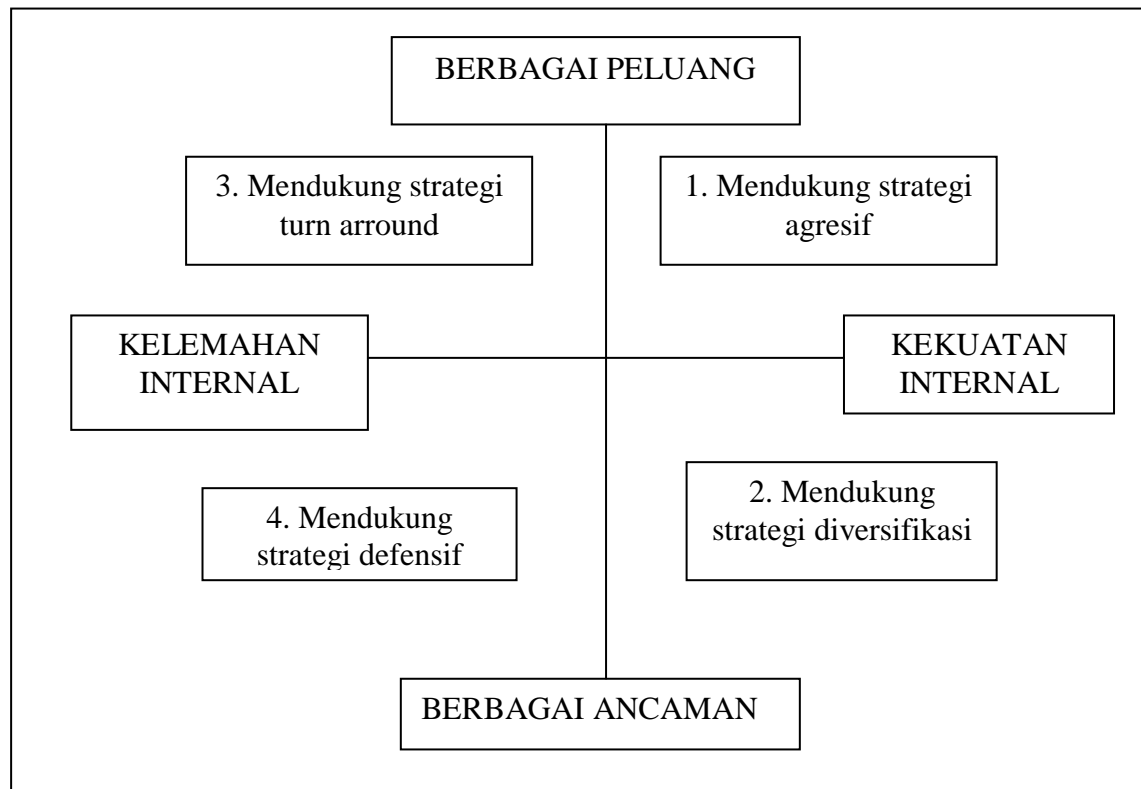 BERBAGAI PELUANG
3. Mendukung strategi
turn arround
1. Mendukung strategi
agresif
KELEMAHAN
INTERNAL
KEKUATAN
INTERNAL
4. Mendukung
strategi defensif
2. Mendukung
strategi diversifikasi
BERBAGAI ANCAMAN